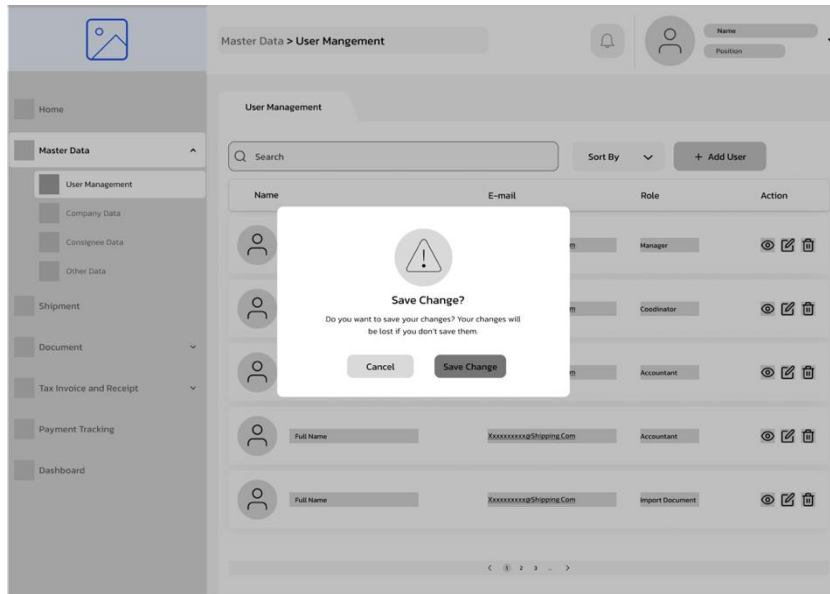 Master Data > User Mangement
Name
Position
Home
Master Data
User Management
Company Data
Consignee Data
Other Data
Shipment
Document
Tax Invoice and Receipt
Payment Tracking
Dashboard
User Management
Search
Sort By
+ Add User
Name E-mail Role Action
m Manager
m Coodinator
m Accountant
Full Name Xxxxxxxxxx@Shipping.Com Accountant
Full Name Xxxxxxxxxx@Shipping.Com Import Document
Save Change?
Do you want to save your changes? Your changes will
be lost if you don't save them.
Cancel
Save Change
< 1 2 3 ... >